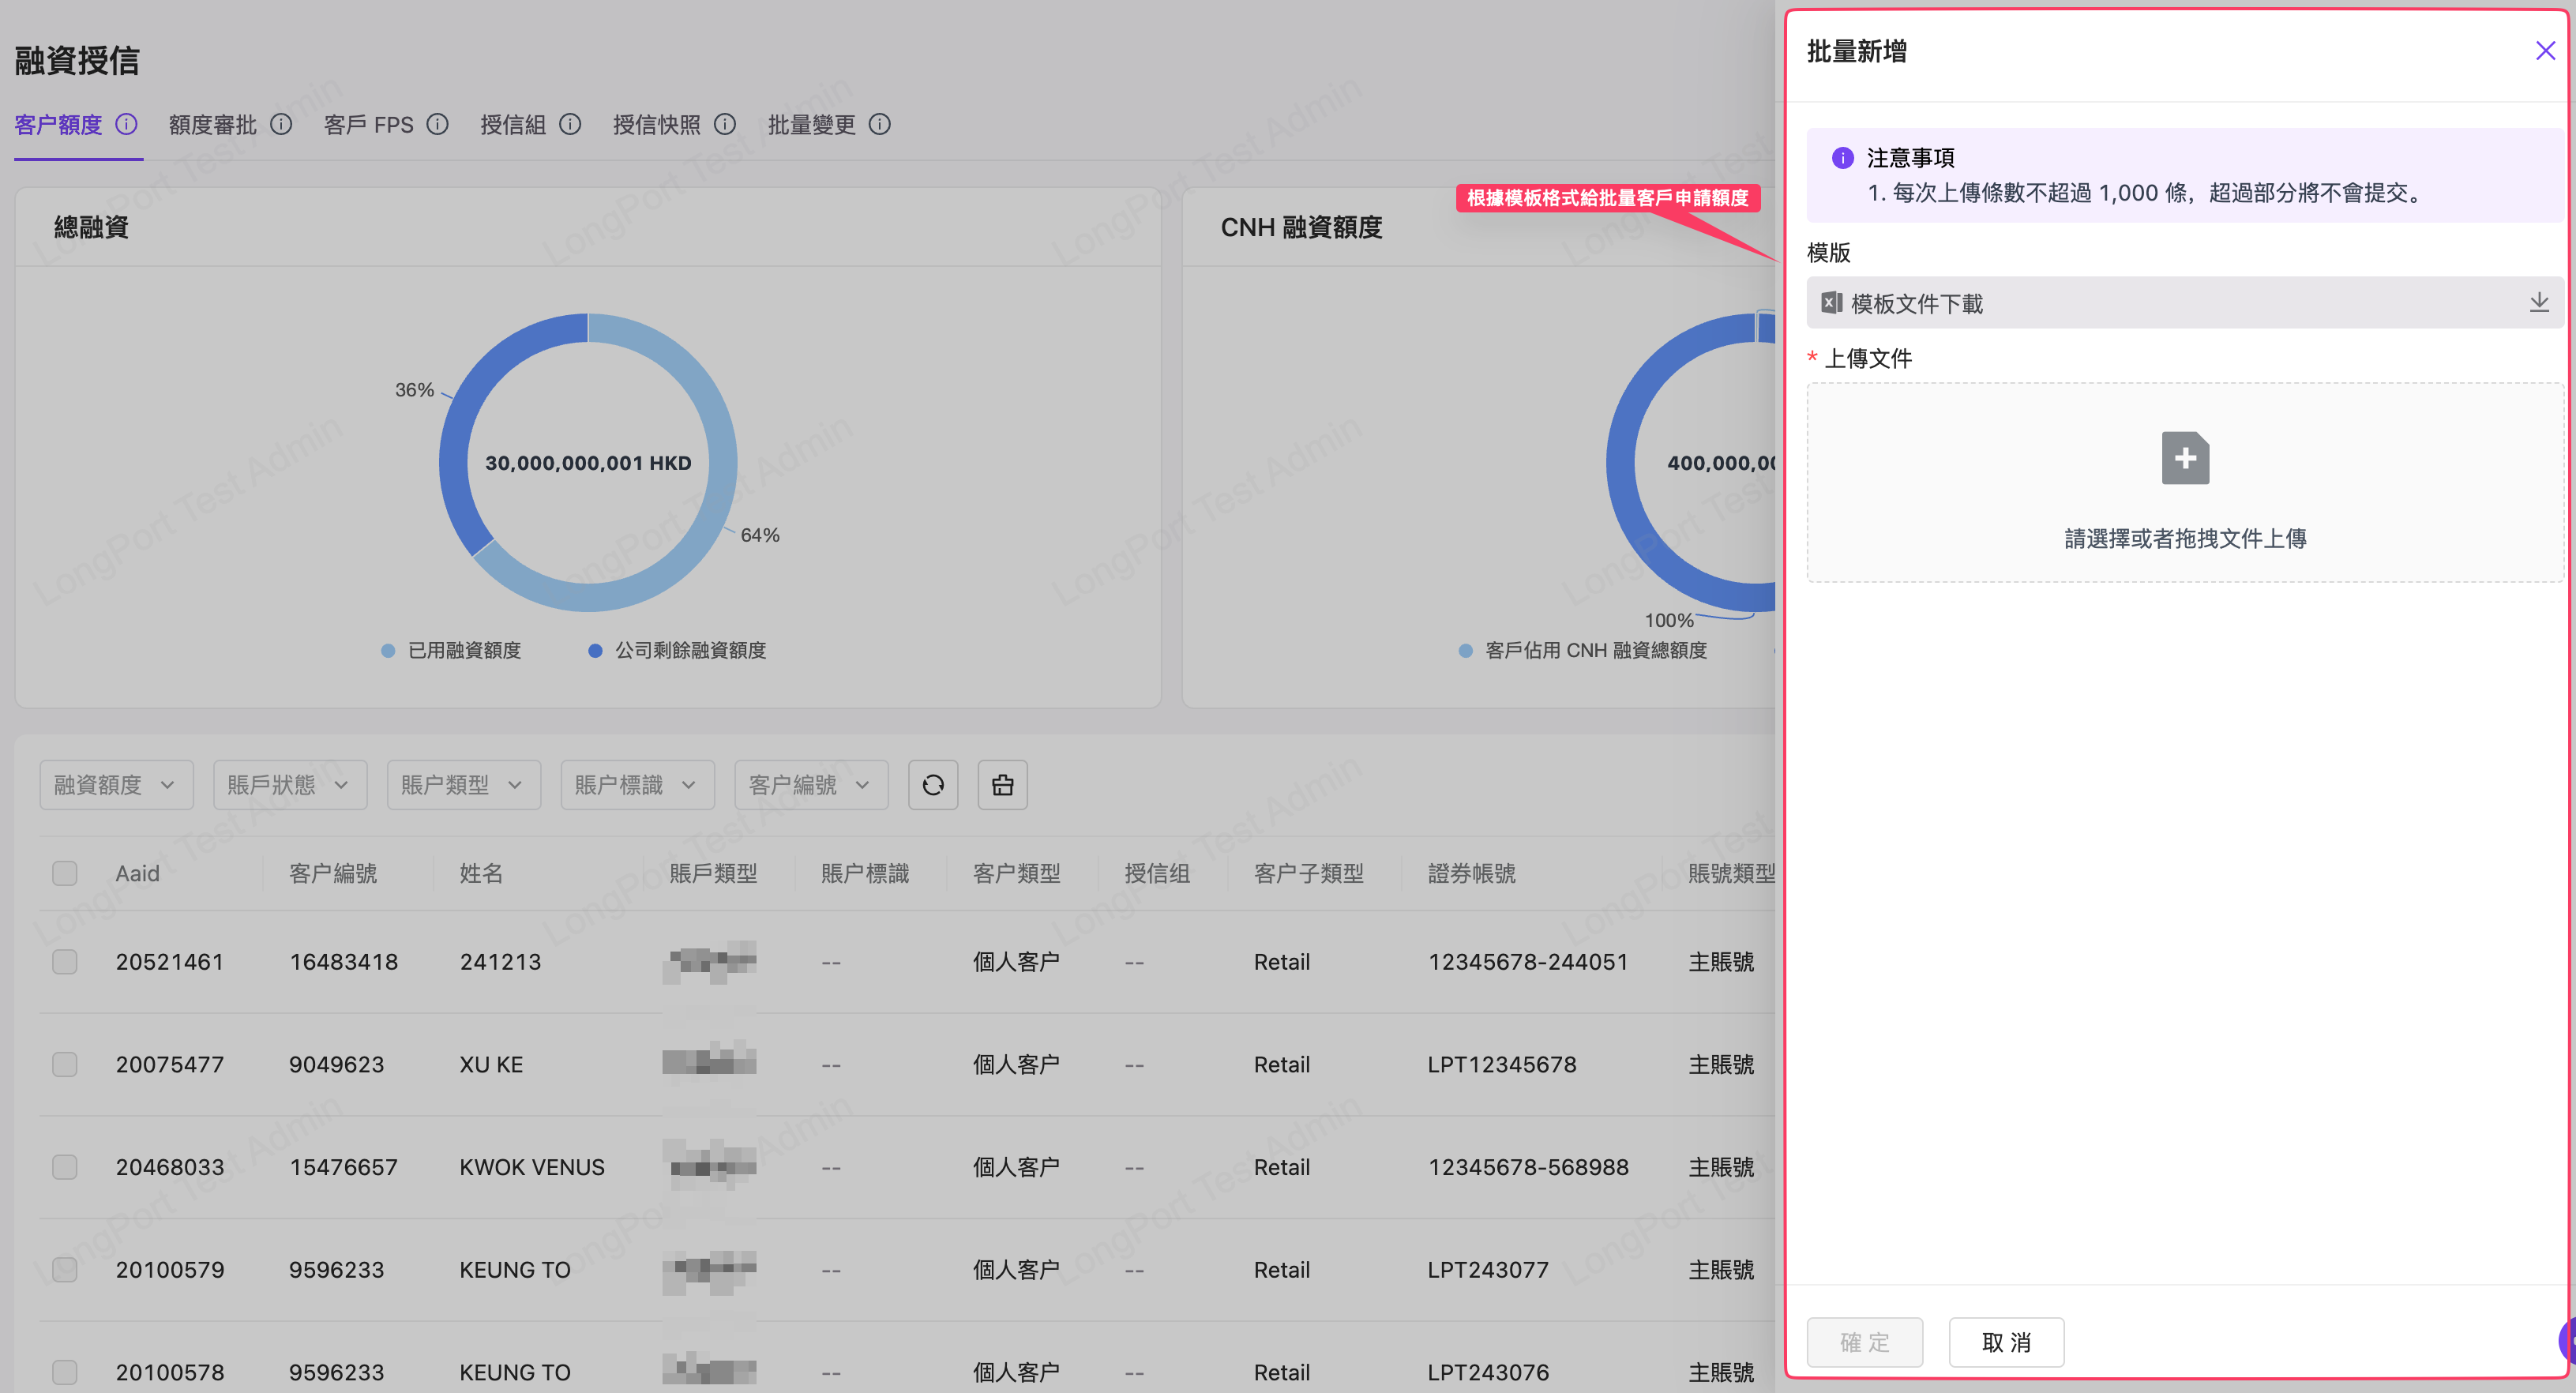 融資授信
客户額度 額度審批 客戶 FPS 授信組 授信快照 批量變更
總融資
CNH 融資額度
36%
30,000,000,001 HKD
64%
已用融資額度 公司剩餘融資額度
400,000,00
100%
客戶佔用 CNH 融資總額度
融資額度 賬戶狀態 賬户類型 賬户標識 客户編號
Aaid 客户編號 姓名 賬戶類型 賬户標識 客户類型 授信组 客户子類型 證券帳號 賬號類型
20521461 16483418 241213 -- 個人客户 -- Retail 12345678-244051 主賬號
20075477 9049623 XU KE -- 個人客户 -- Retail LPT12345678 主賬號
20468033 15476657 KWOK VENUS -- 個人客户 -- Retail 12345678-568988 主賬號
20100579 9596233 KEUNG TO -- 個人客户 -- Retail LPT243077 主賬號
20100578 9596233 KEUNG TO -- 個人客户 -- Retail LPT243076 主賬號
根據模板格式給批量客戶申請額度
批量新增
注意事項
1. 每次上傳條數不超過 1,000 條，超過部分將不會提交。
模版
模板文件下載
* 上傳文件
請選擇或者拖拽文件上傳
確 定 取 消
LongPort Test Admin